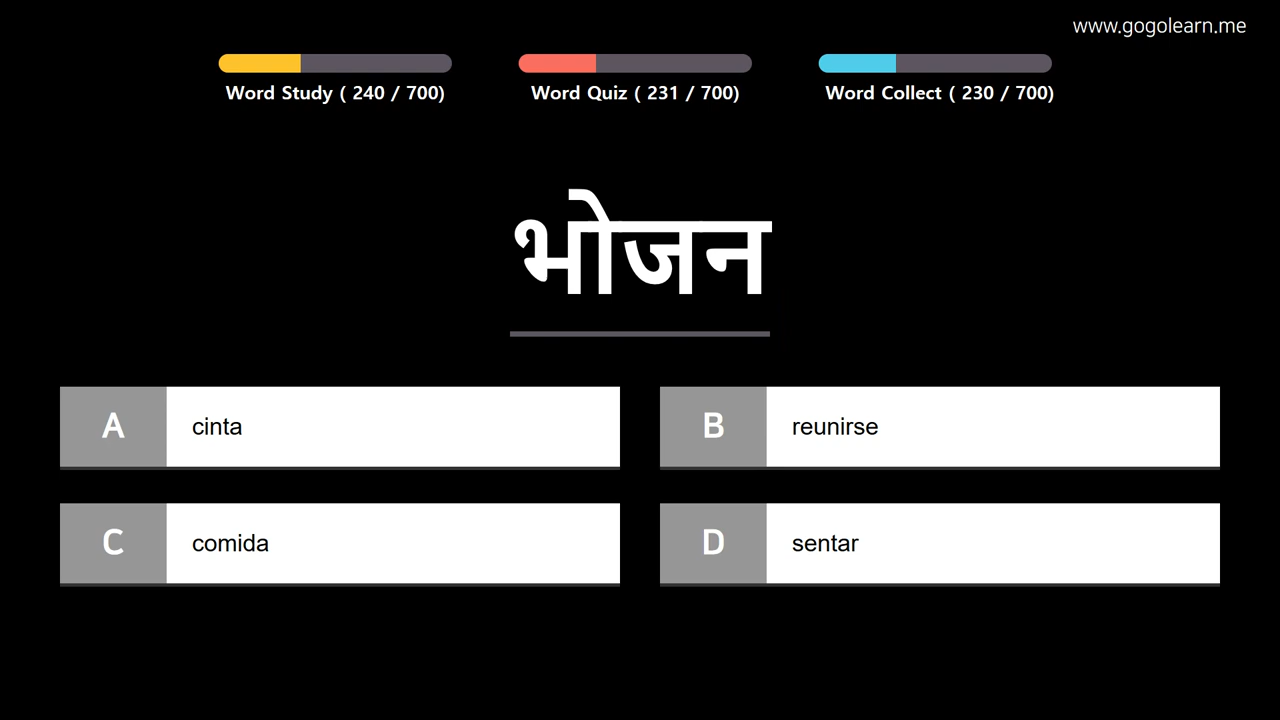 www.gogolearn.me
Word Study ( 240 / 700)
Word Quiz ( 231 / 700)
Word Collect ( 230 / 700)
भोजन
A
cinta
B
reunirse
C
comida
D
sentar